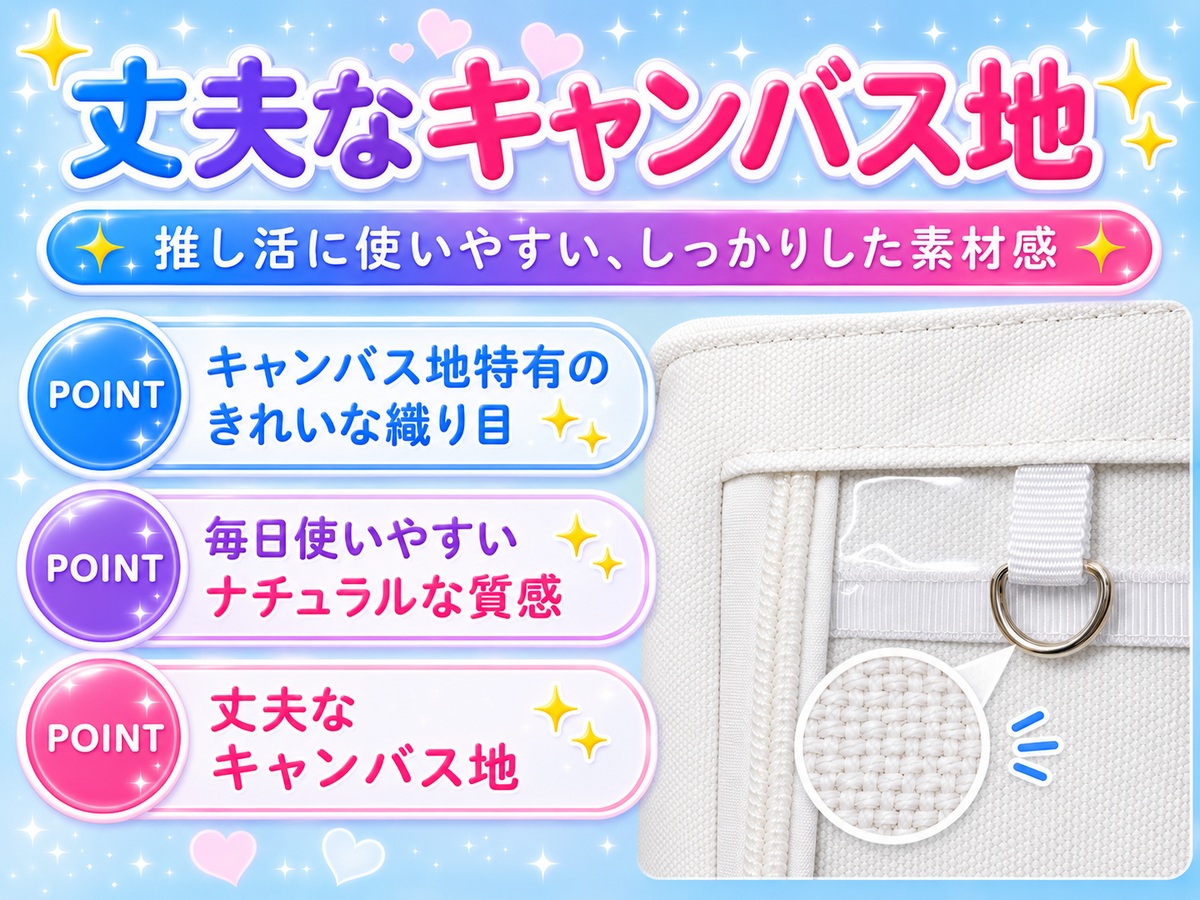 丈夫なキャンバス地
推し活に使いやすい、しっかりした素材感
POINT
キャンバス地特有の
きれいな織り目
POINT
毎日使いやすい
ナチュラルな質感
POINT
丈夫な
キャンバス地